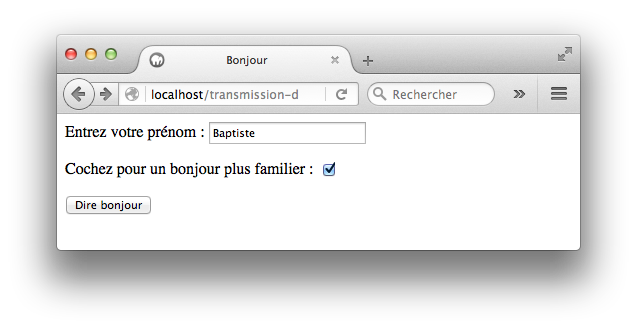 Bonjour
localhost/transmission-d
Rechercher
Entrez votre prénom : Baptiste
Cochez pour un bonjour plus familier :
Dire bonjour